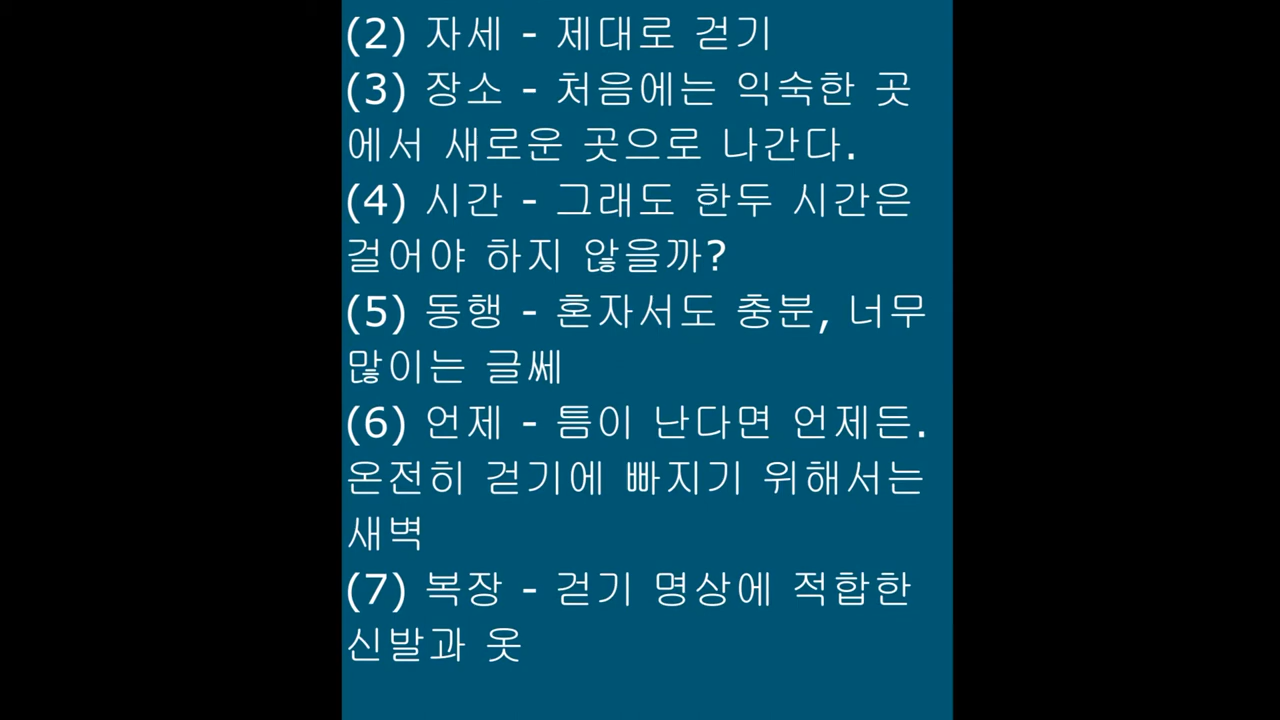 (2) 자세 - 제대로 걷기
(3) 장소 - 처음에는 익숙한 곳
에서 새로운 곳으로 나간다.
(4) 시간 - 그래도 한두 시간은
걸어야 하지 않을까?
(5) 동행 - 혼자서도 충분, 너무
많이는 글쎄
(6) 언제 - 틈이 난다면 언제든.
온전히 걷기에 빠지기 위해서는
새벽
(7) 복장 - 걷기 명상에 적합한
신발과 옷